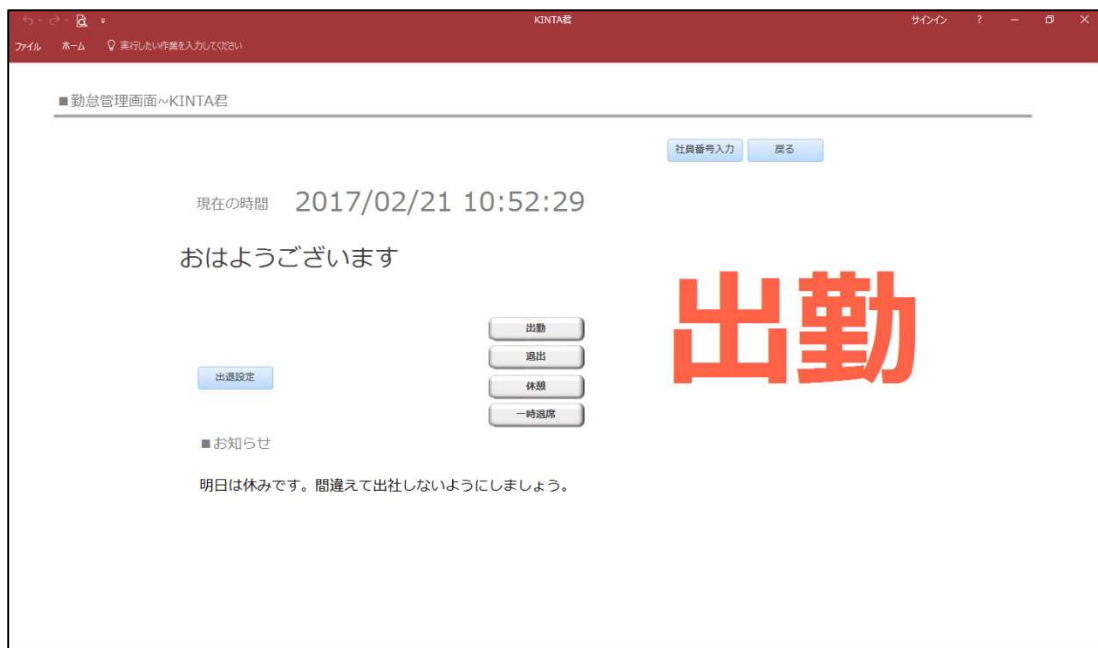 KINTA君
サインイン ?
ファイル ホーム 実行したい作業を入力してください
■勤怠管理画面~KINTA君
社員番号入力 戻る
現在の時間 2017/02/21 10:52:29
おはようございます
出勤
出勤
退出
出退設定
休憩
一時退席
■お知らせ
明日は休みです。間違えて出社しないようにしましょう。